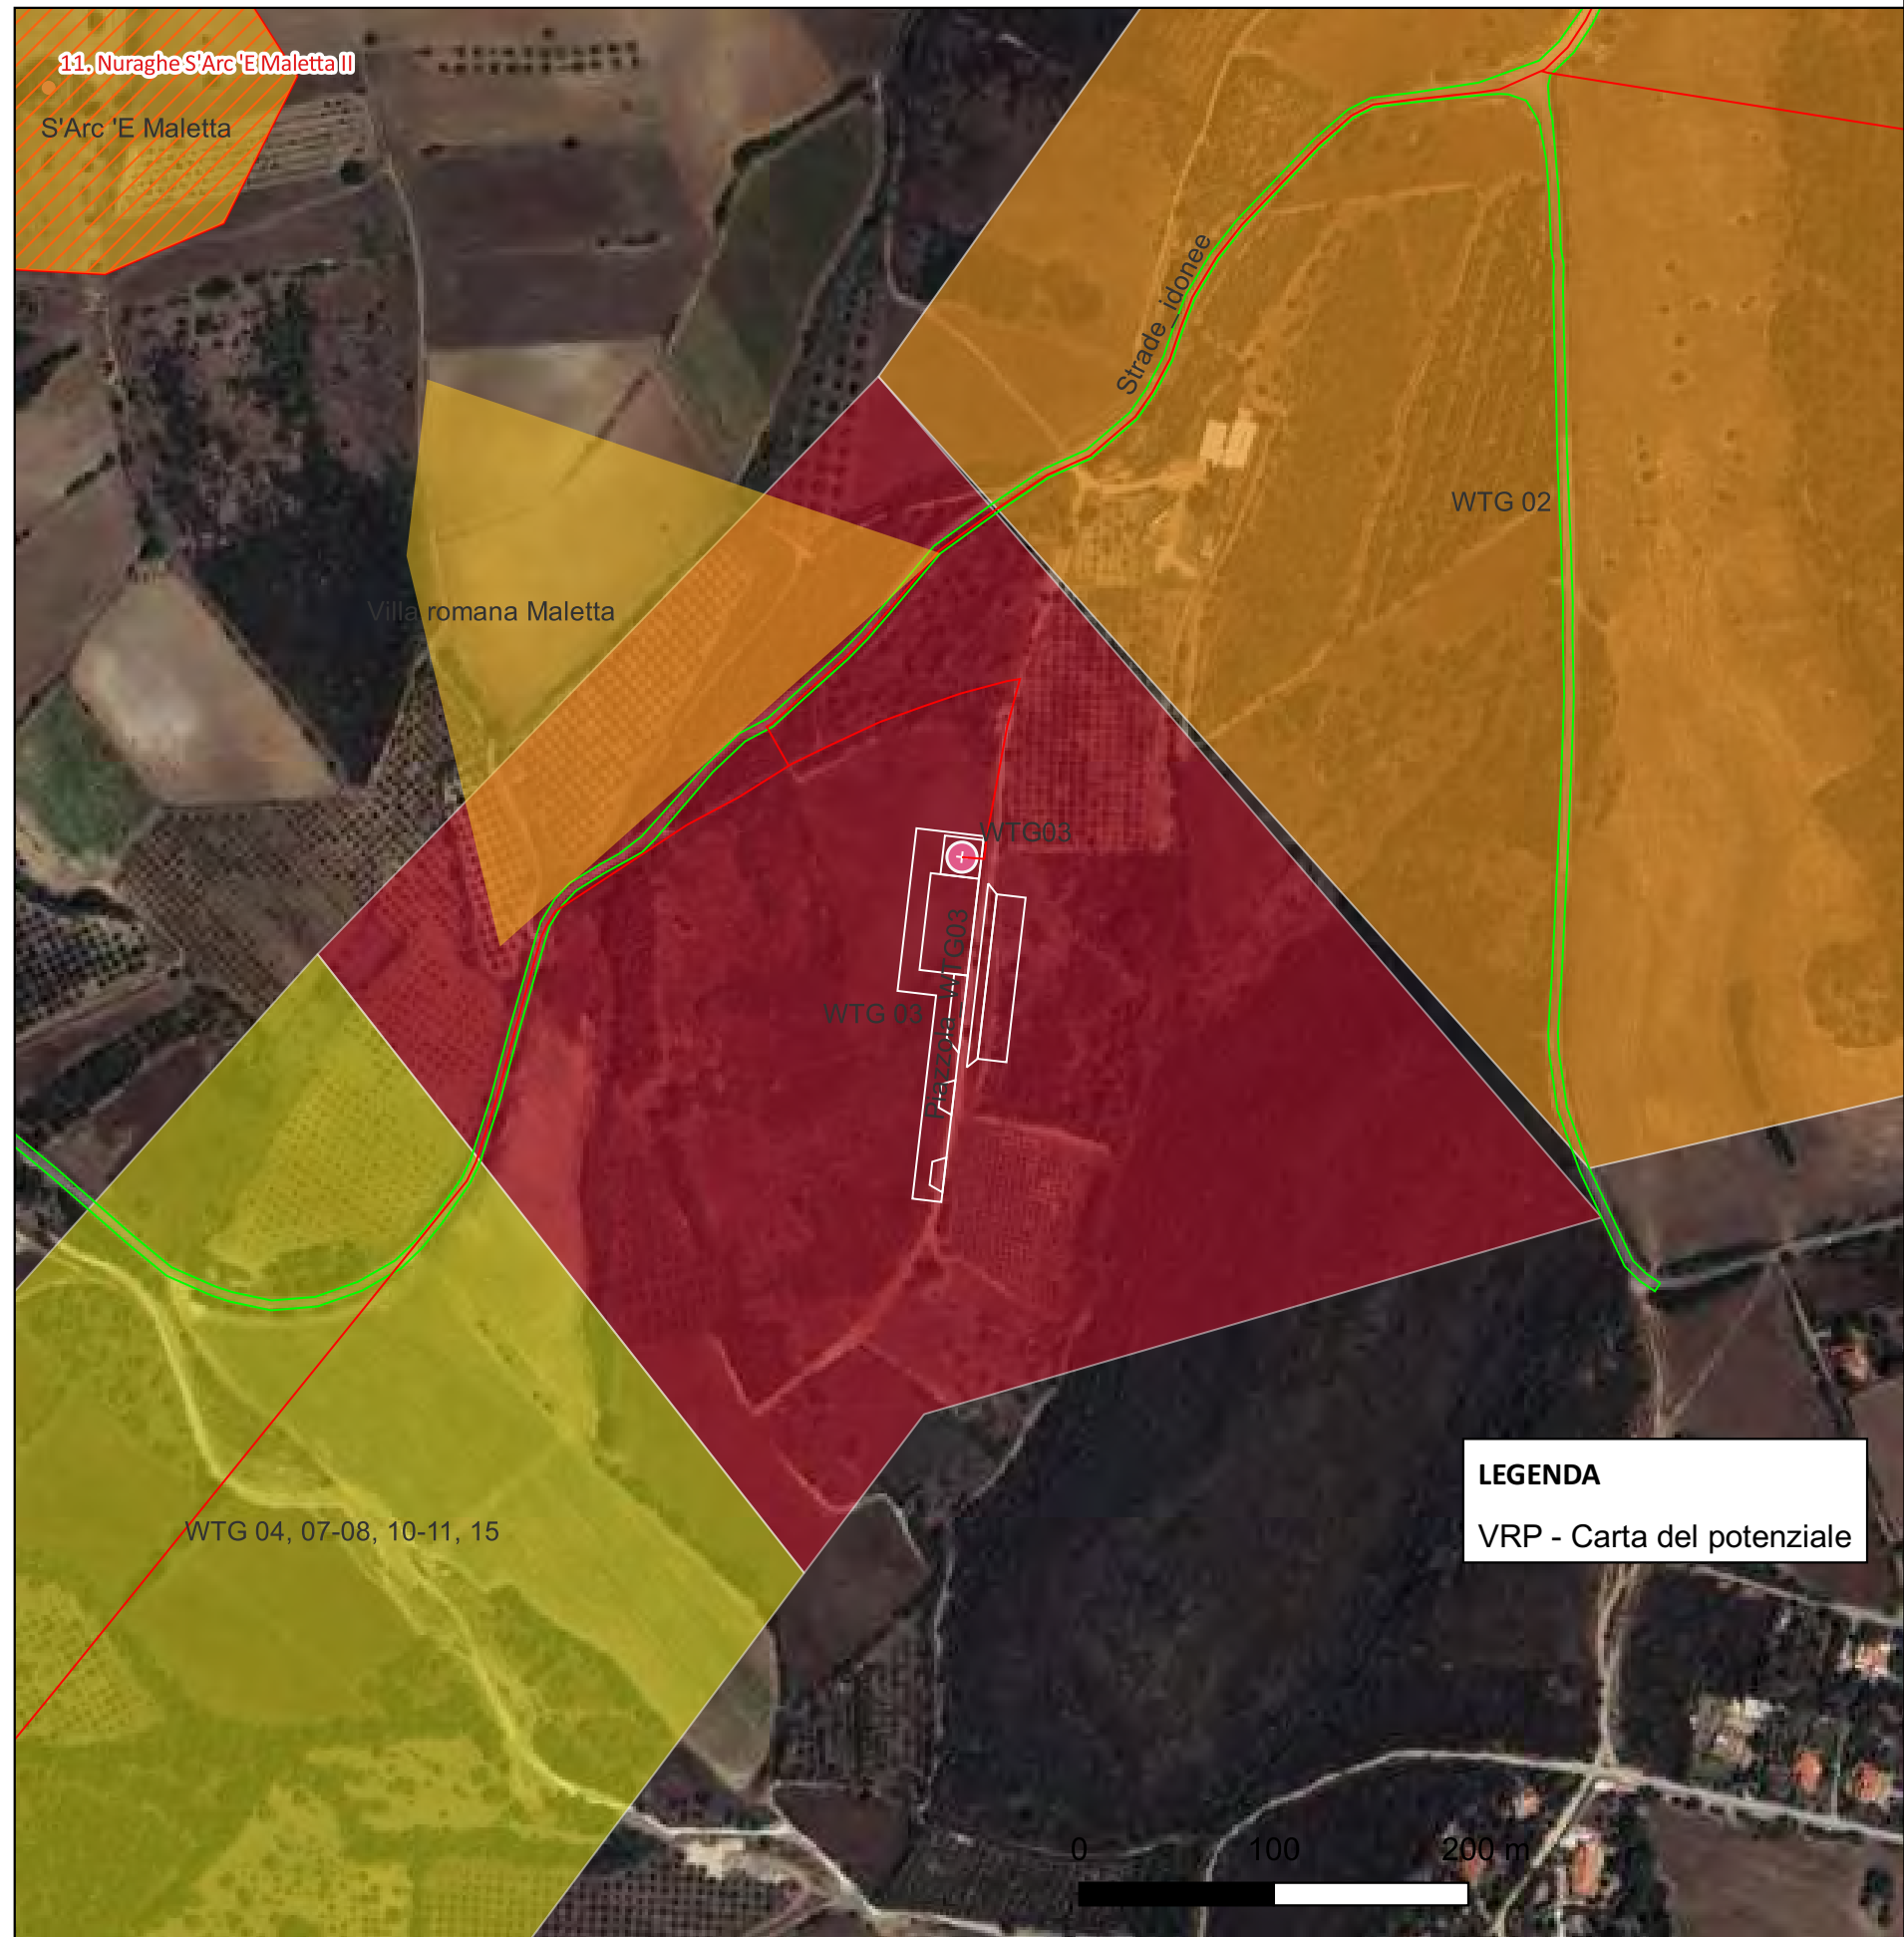 11. Nuraghe S'Arc 'E Maletta II
S'Arc 'E Maletta
Strade_idonee
WTG 02
Villa romana Maletta
WTG03
Piazzola_WTG03
WTG 03
LEGENDA
VRP - Carta del potenziale
WTG 04, 07-08, 10-11, 15
0 100 200 m